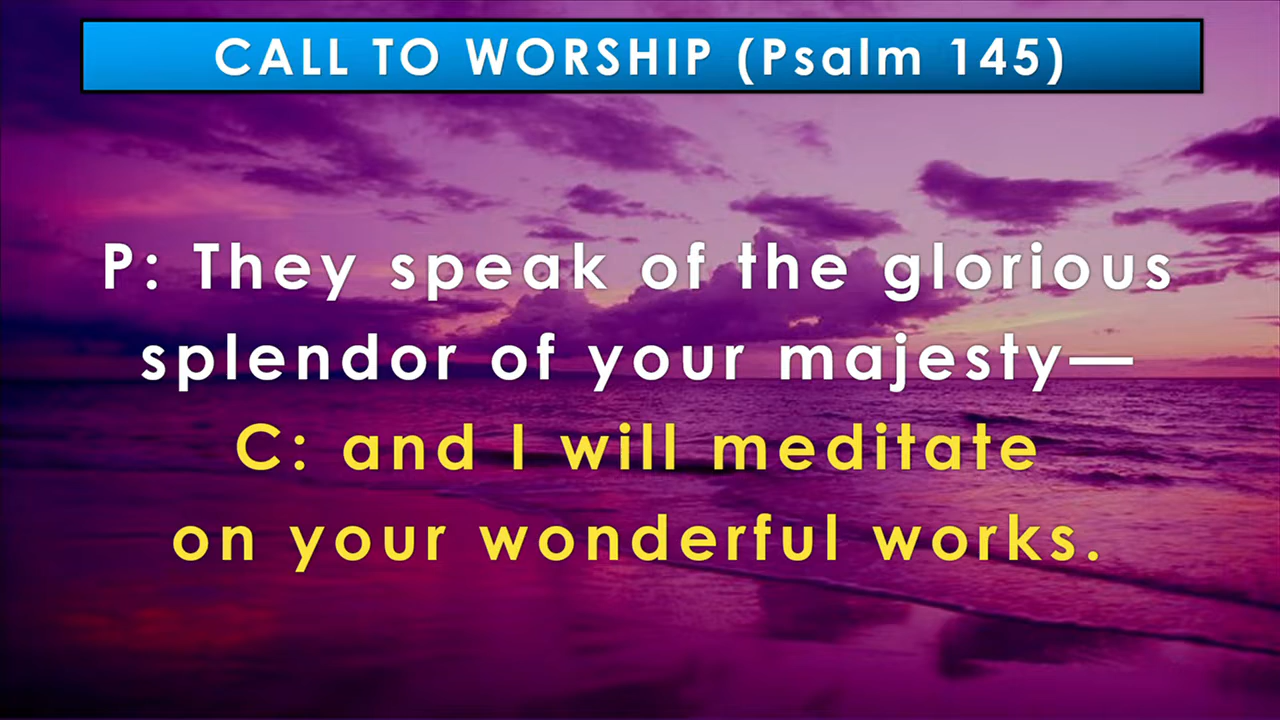 CALL TO WORSHIP (Psalm 145)
P: They speak of the glorious
splendor of your majesty—
C: and I will meditate
on your wonderful works.